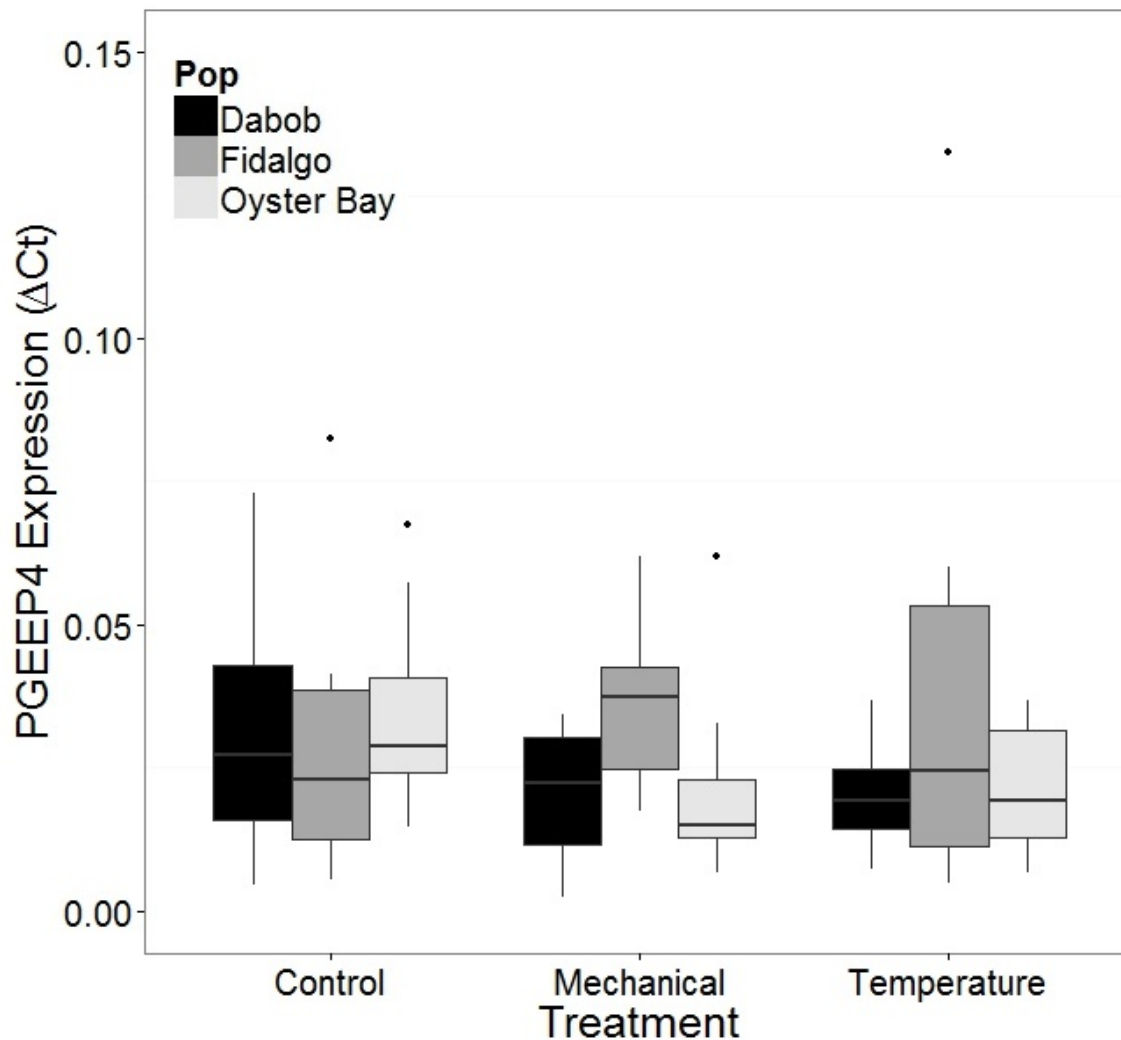 Pop
Dabob
Fidalgo
Oyster Bay
PGEEP4 Expression (ΔCt)
0.15
0.10
0.05
0.00
Control Mechanical Temperature
Treatment